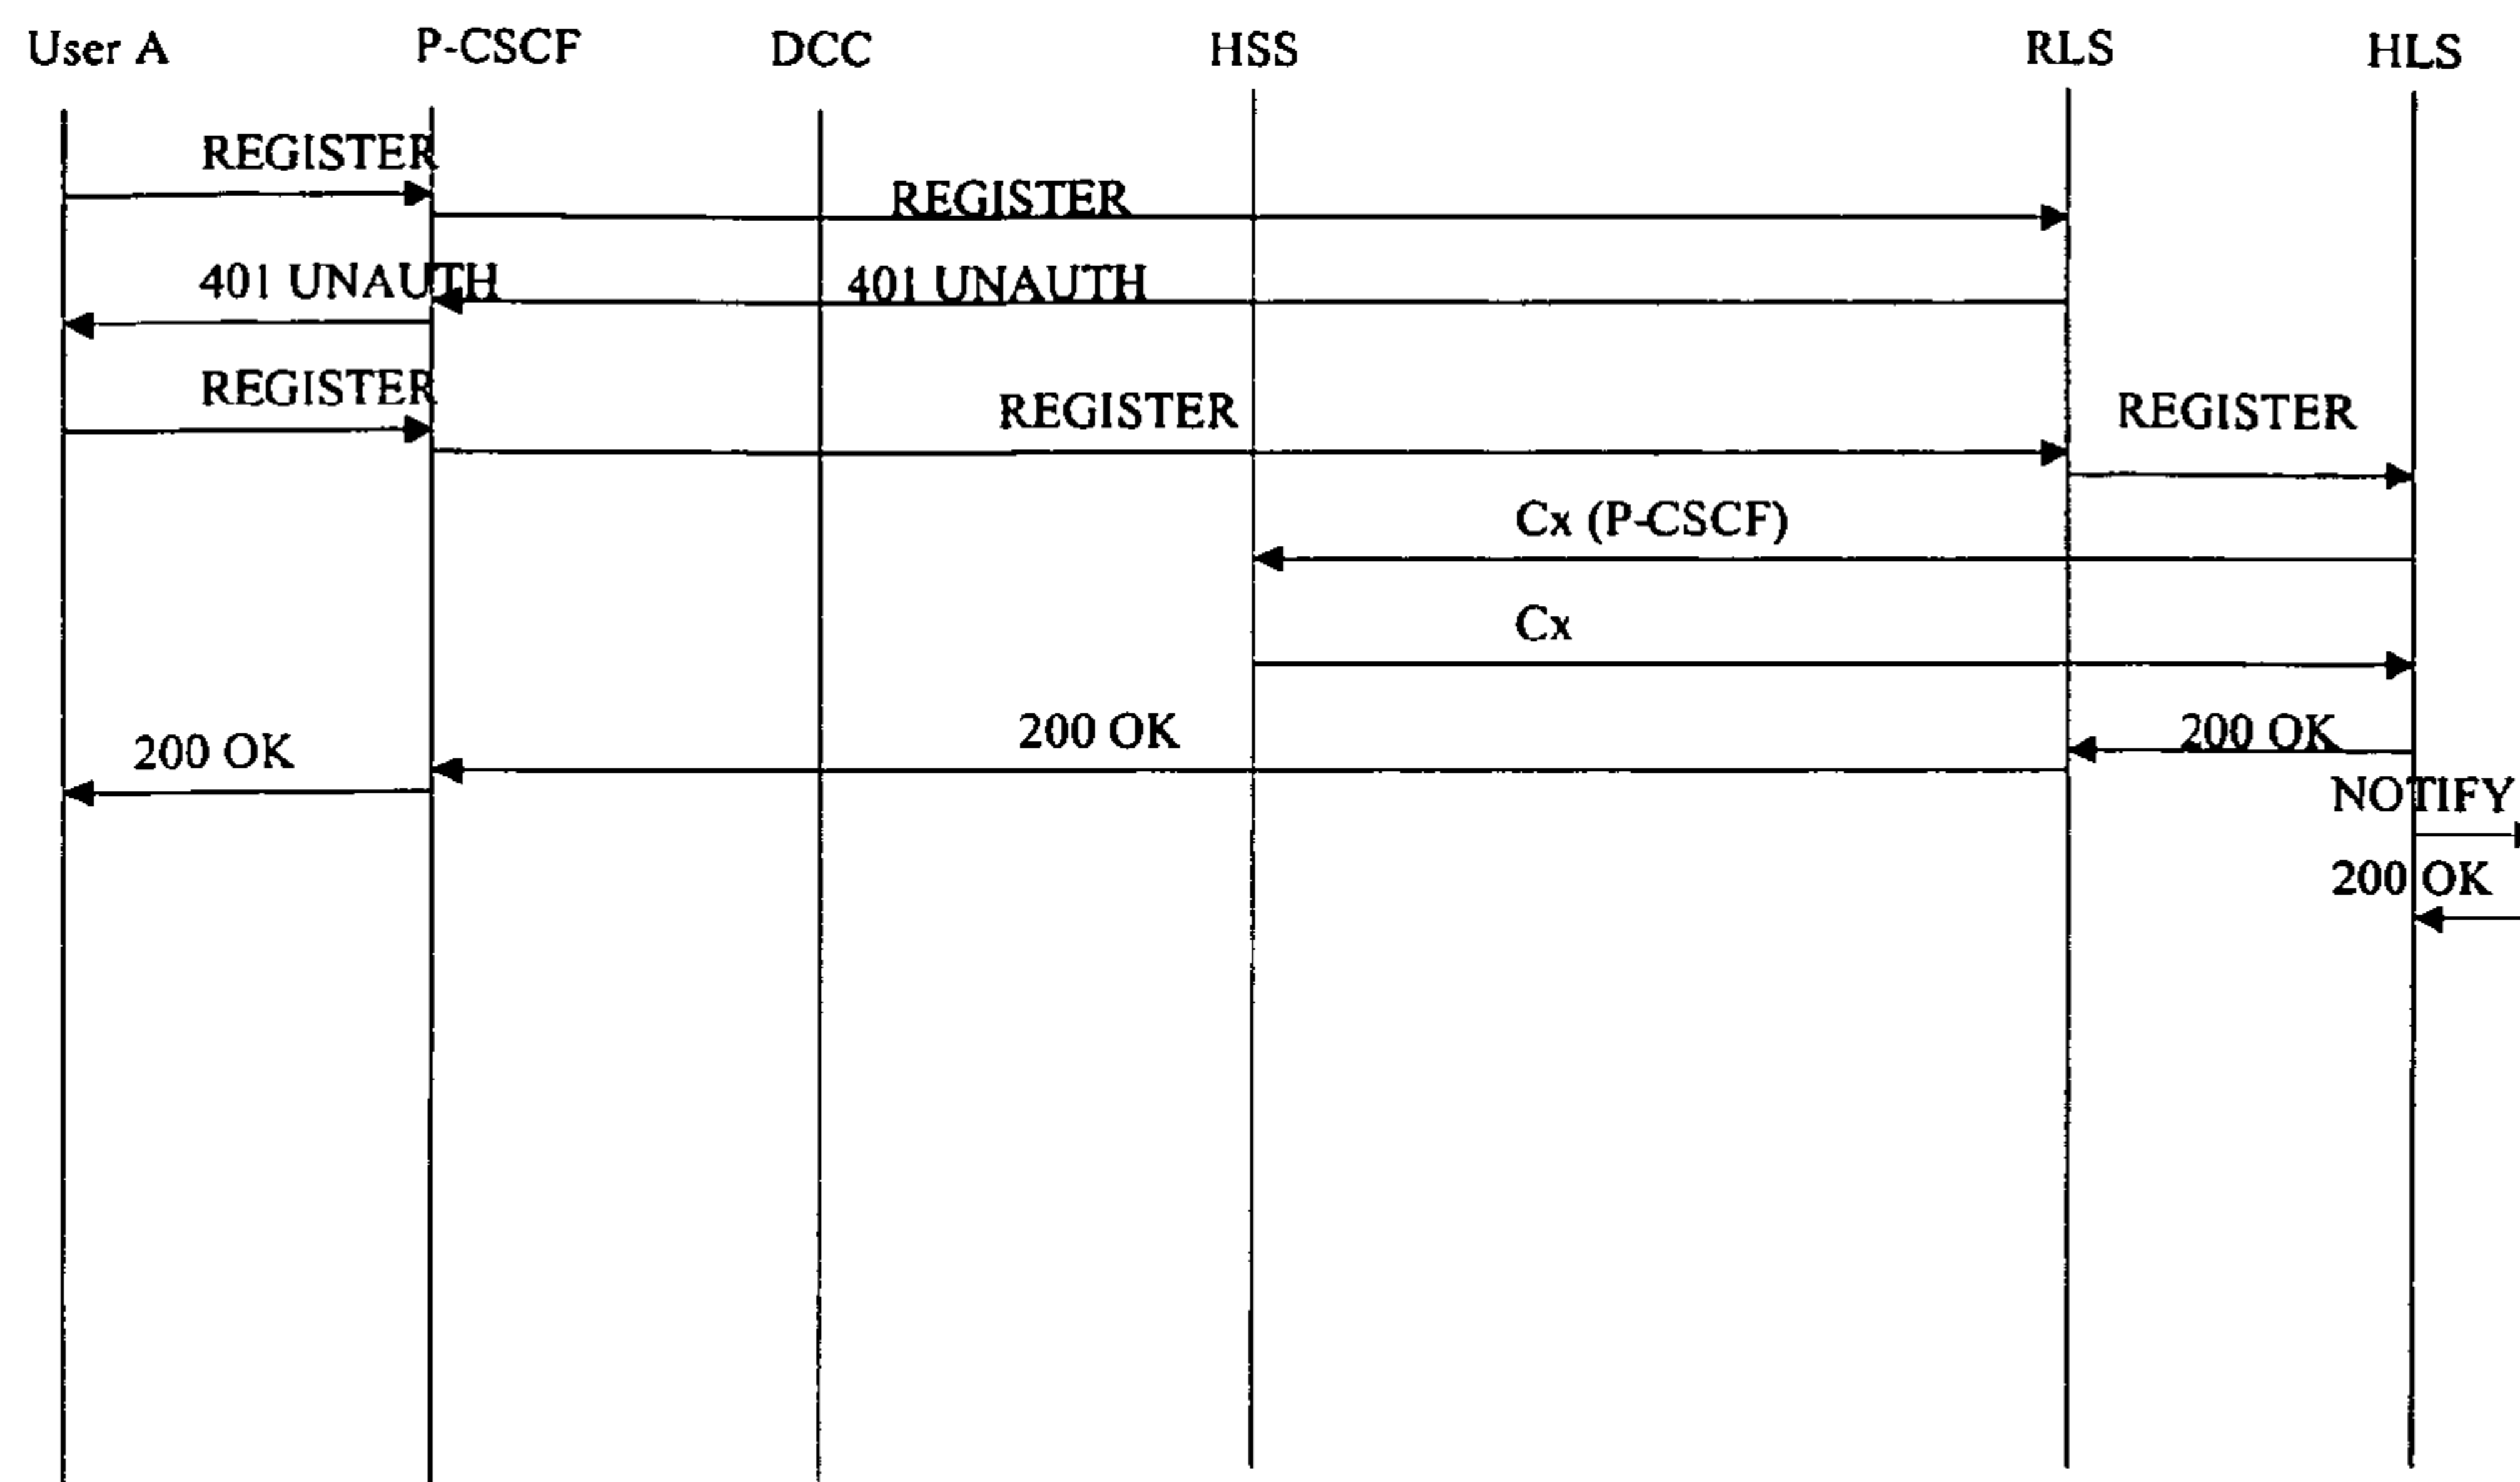 User A
P-CSCF
DCC
HSS
RLS
HLS
REGISTER
REGISTER
401 UNAUTH
401 UNAUTH
REGISTER
REGISTER
REGISTER
Cx (P-CSCF)
Cx
200 OK
200 OK
200 OK
NOTIFY
200 OK